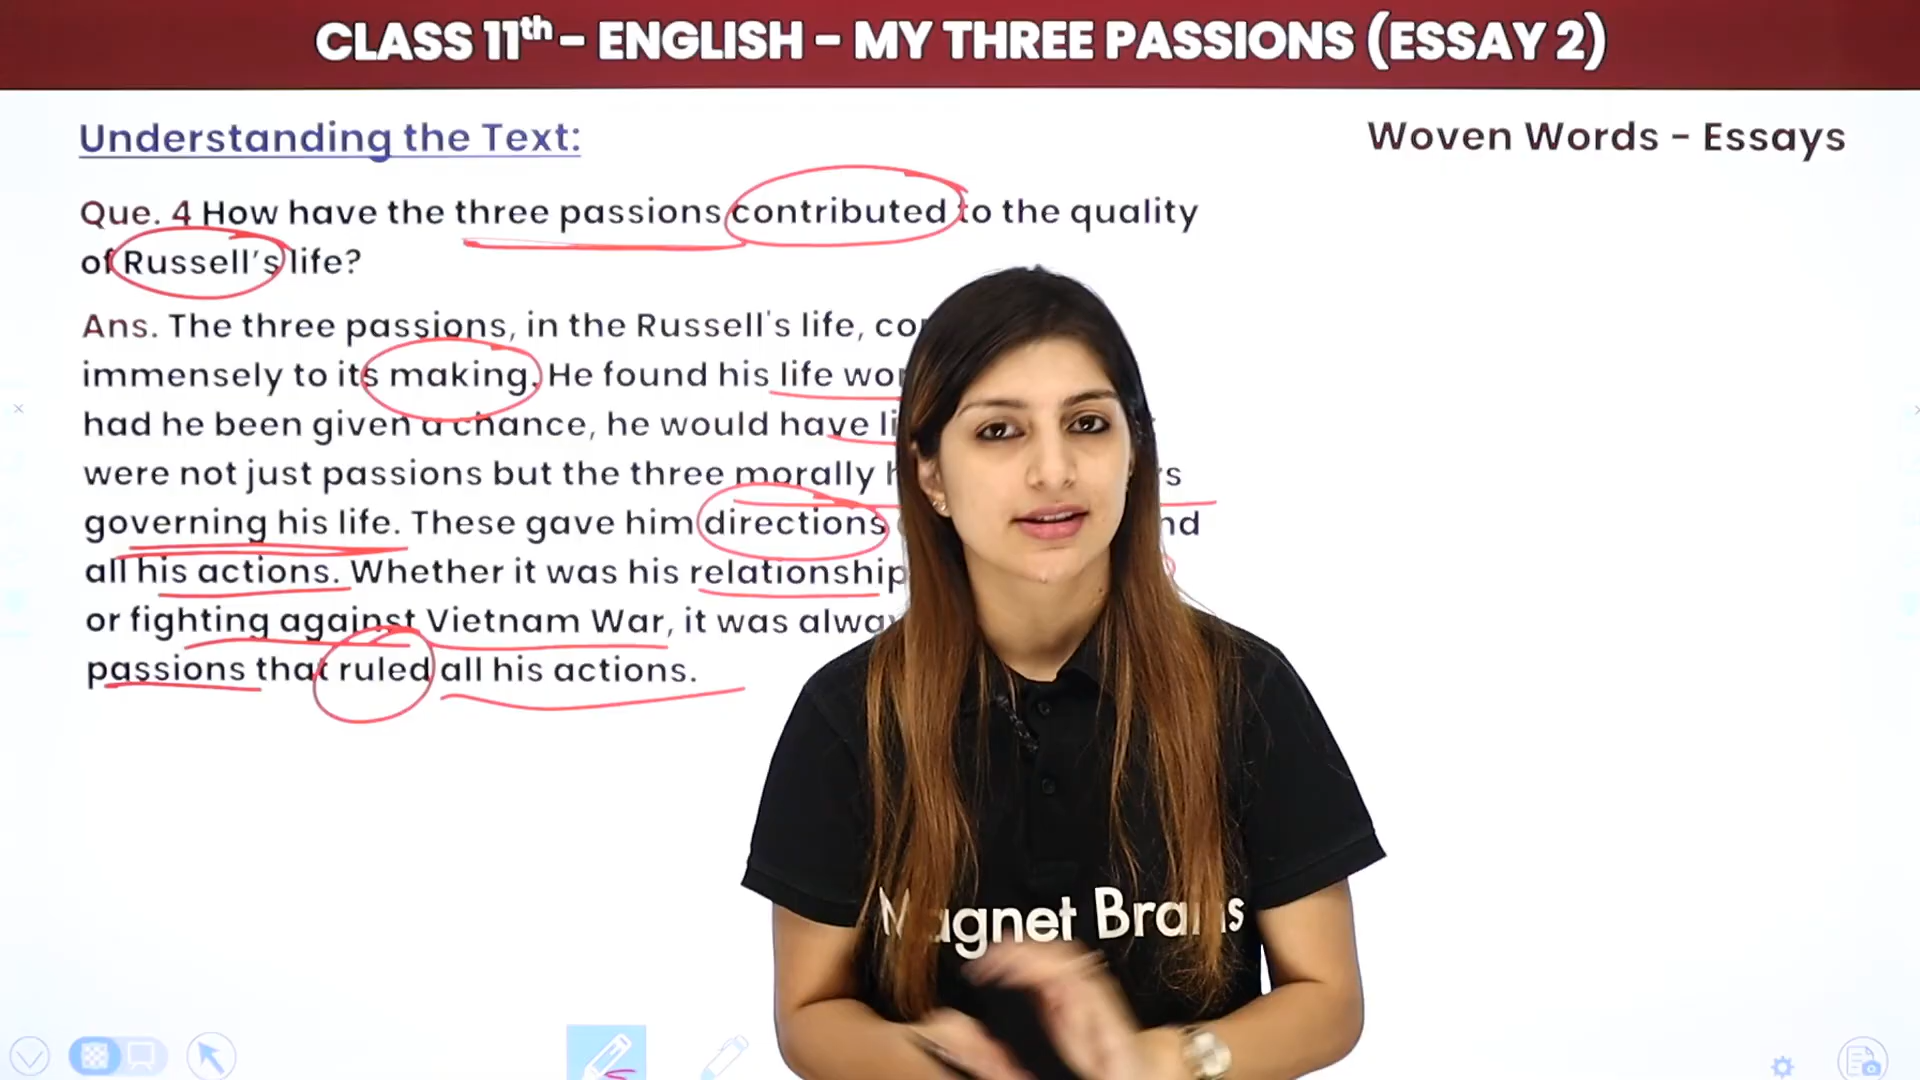 CLASS 11th - ENGLISH - MY THREE PASSIONS (ESSAY 2)
Understanding the Text:
Woven Words - Essays
Que. 4 How have the three passions contributed to the quality
of Russell's life?
Ans. The three passions, in the Russell's life,
immensely to its making. He found his life
had he been given a chance, he would have
were not just passions but the three morally
governing his life. These gave him directions
all his actions. Whether it was his relationship
or fighting against Vietnam War, it was
passions that ruled all his actions.
Magnet Brains